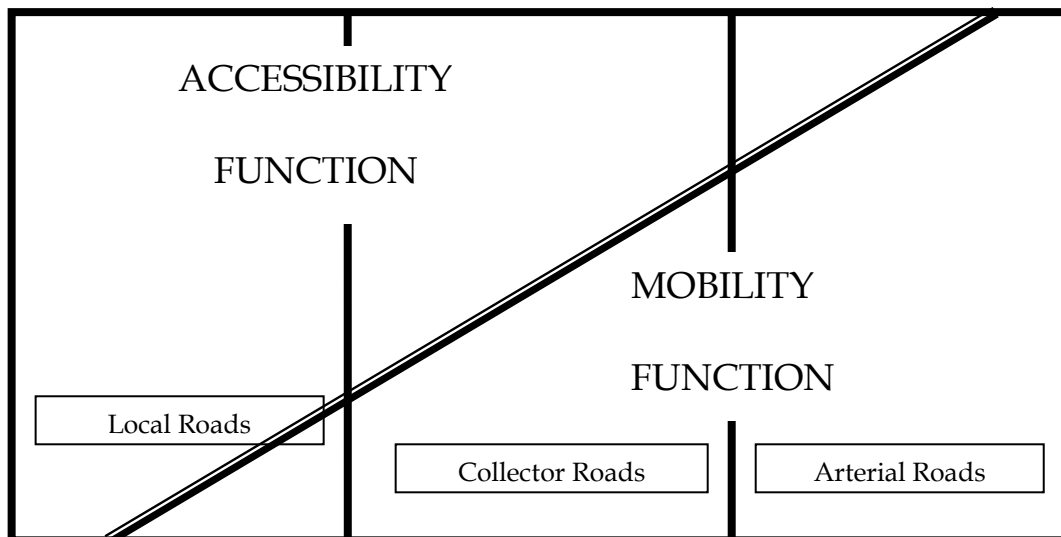 ACCESSIBILITY
FUNCTION
MOBILITY
FUNCTION
Local Roads
Collector Roads
Arterial Roads